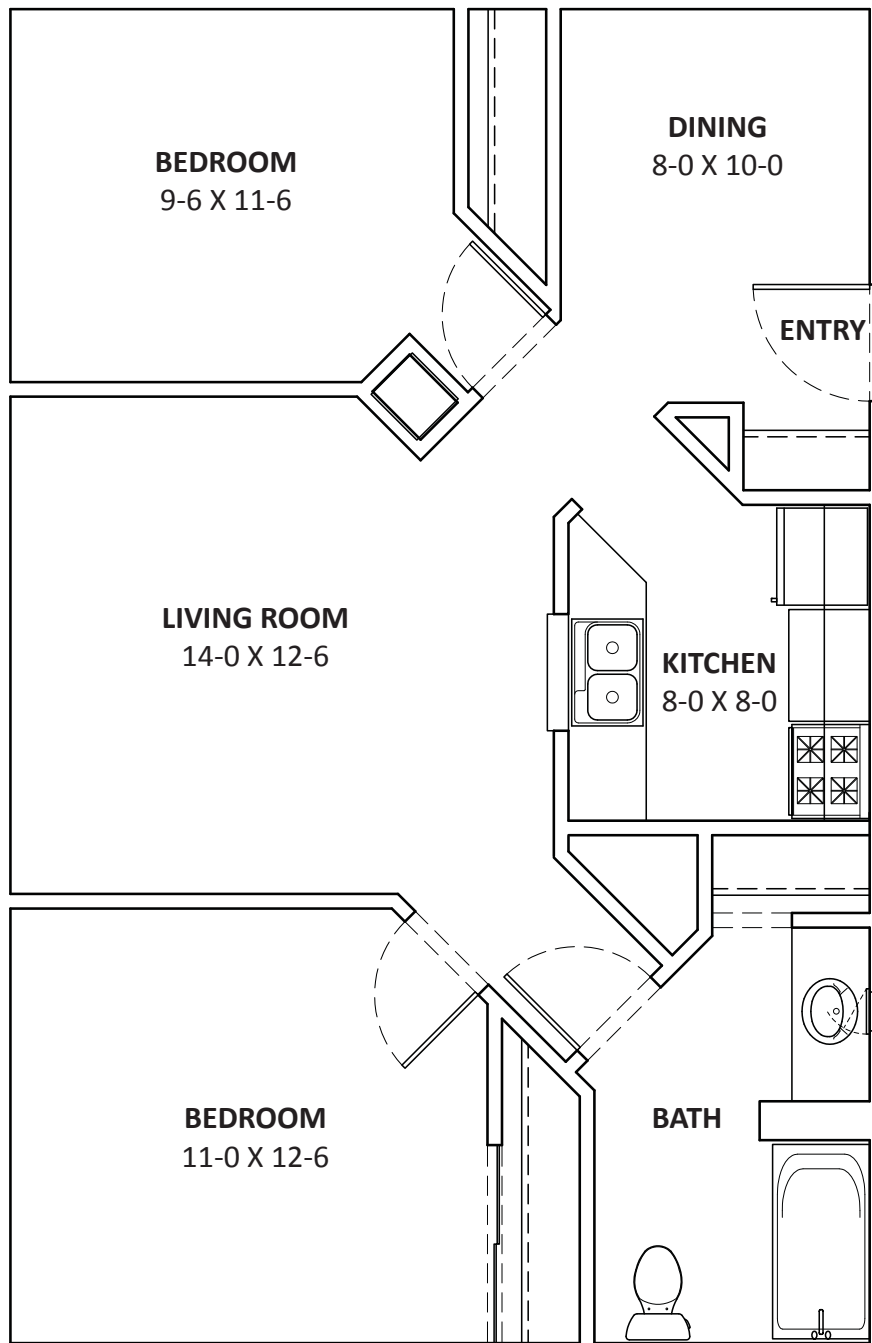 BEDROOM
9-6 X 11-6
DINING
8-0 X 10-0
ENTRY
LIVING ROOM
14-0 X 12-6
KITCHEN
8-0 X 8-0
BEDROOM
11-0 X 12-6
BATH